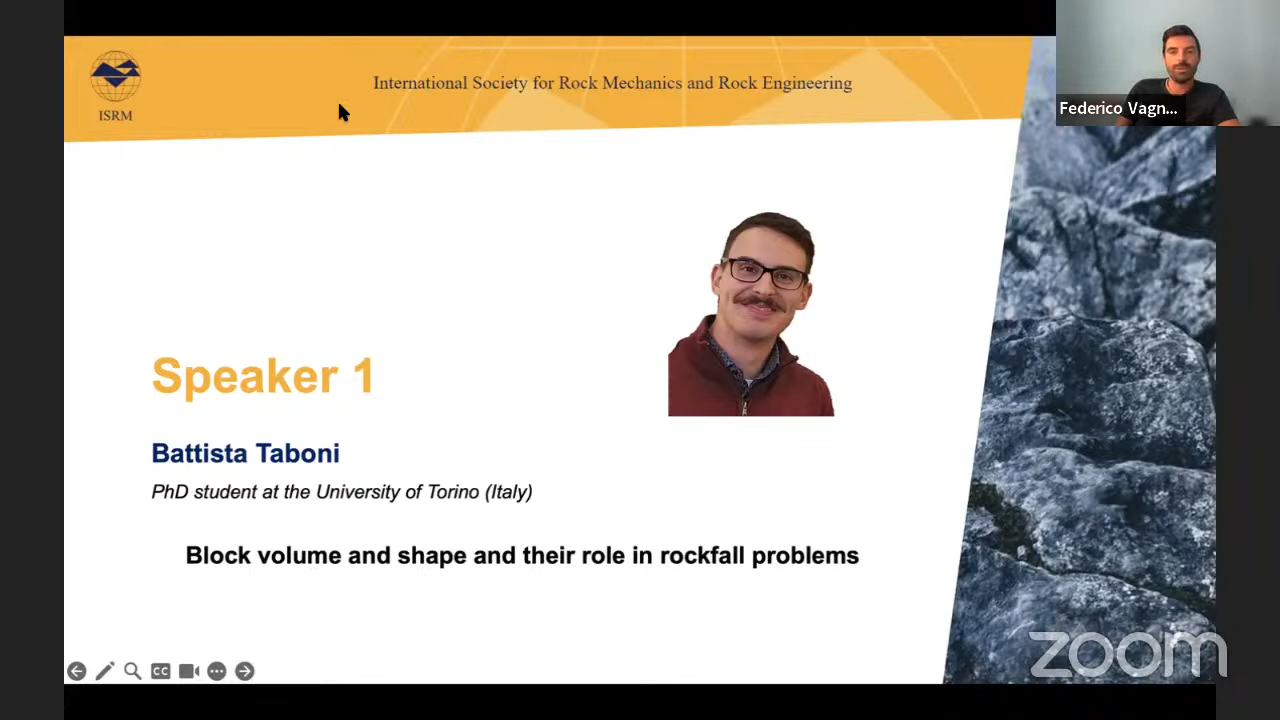 ISRM
International Society for Rock Mechanics and Rock Engineering
Federico Vagn...
Speaker 1
Battista Taboni
PhD student at the University of Torino (Italy)
Block volume and shape and their role in rockfall problems
CC
zoom